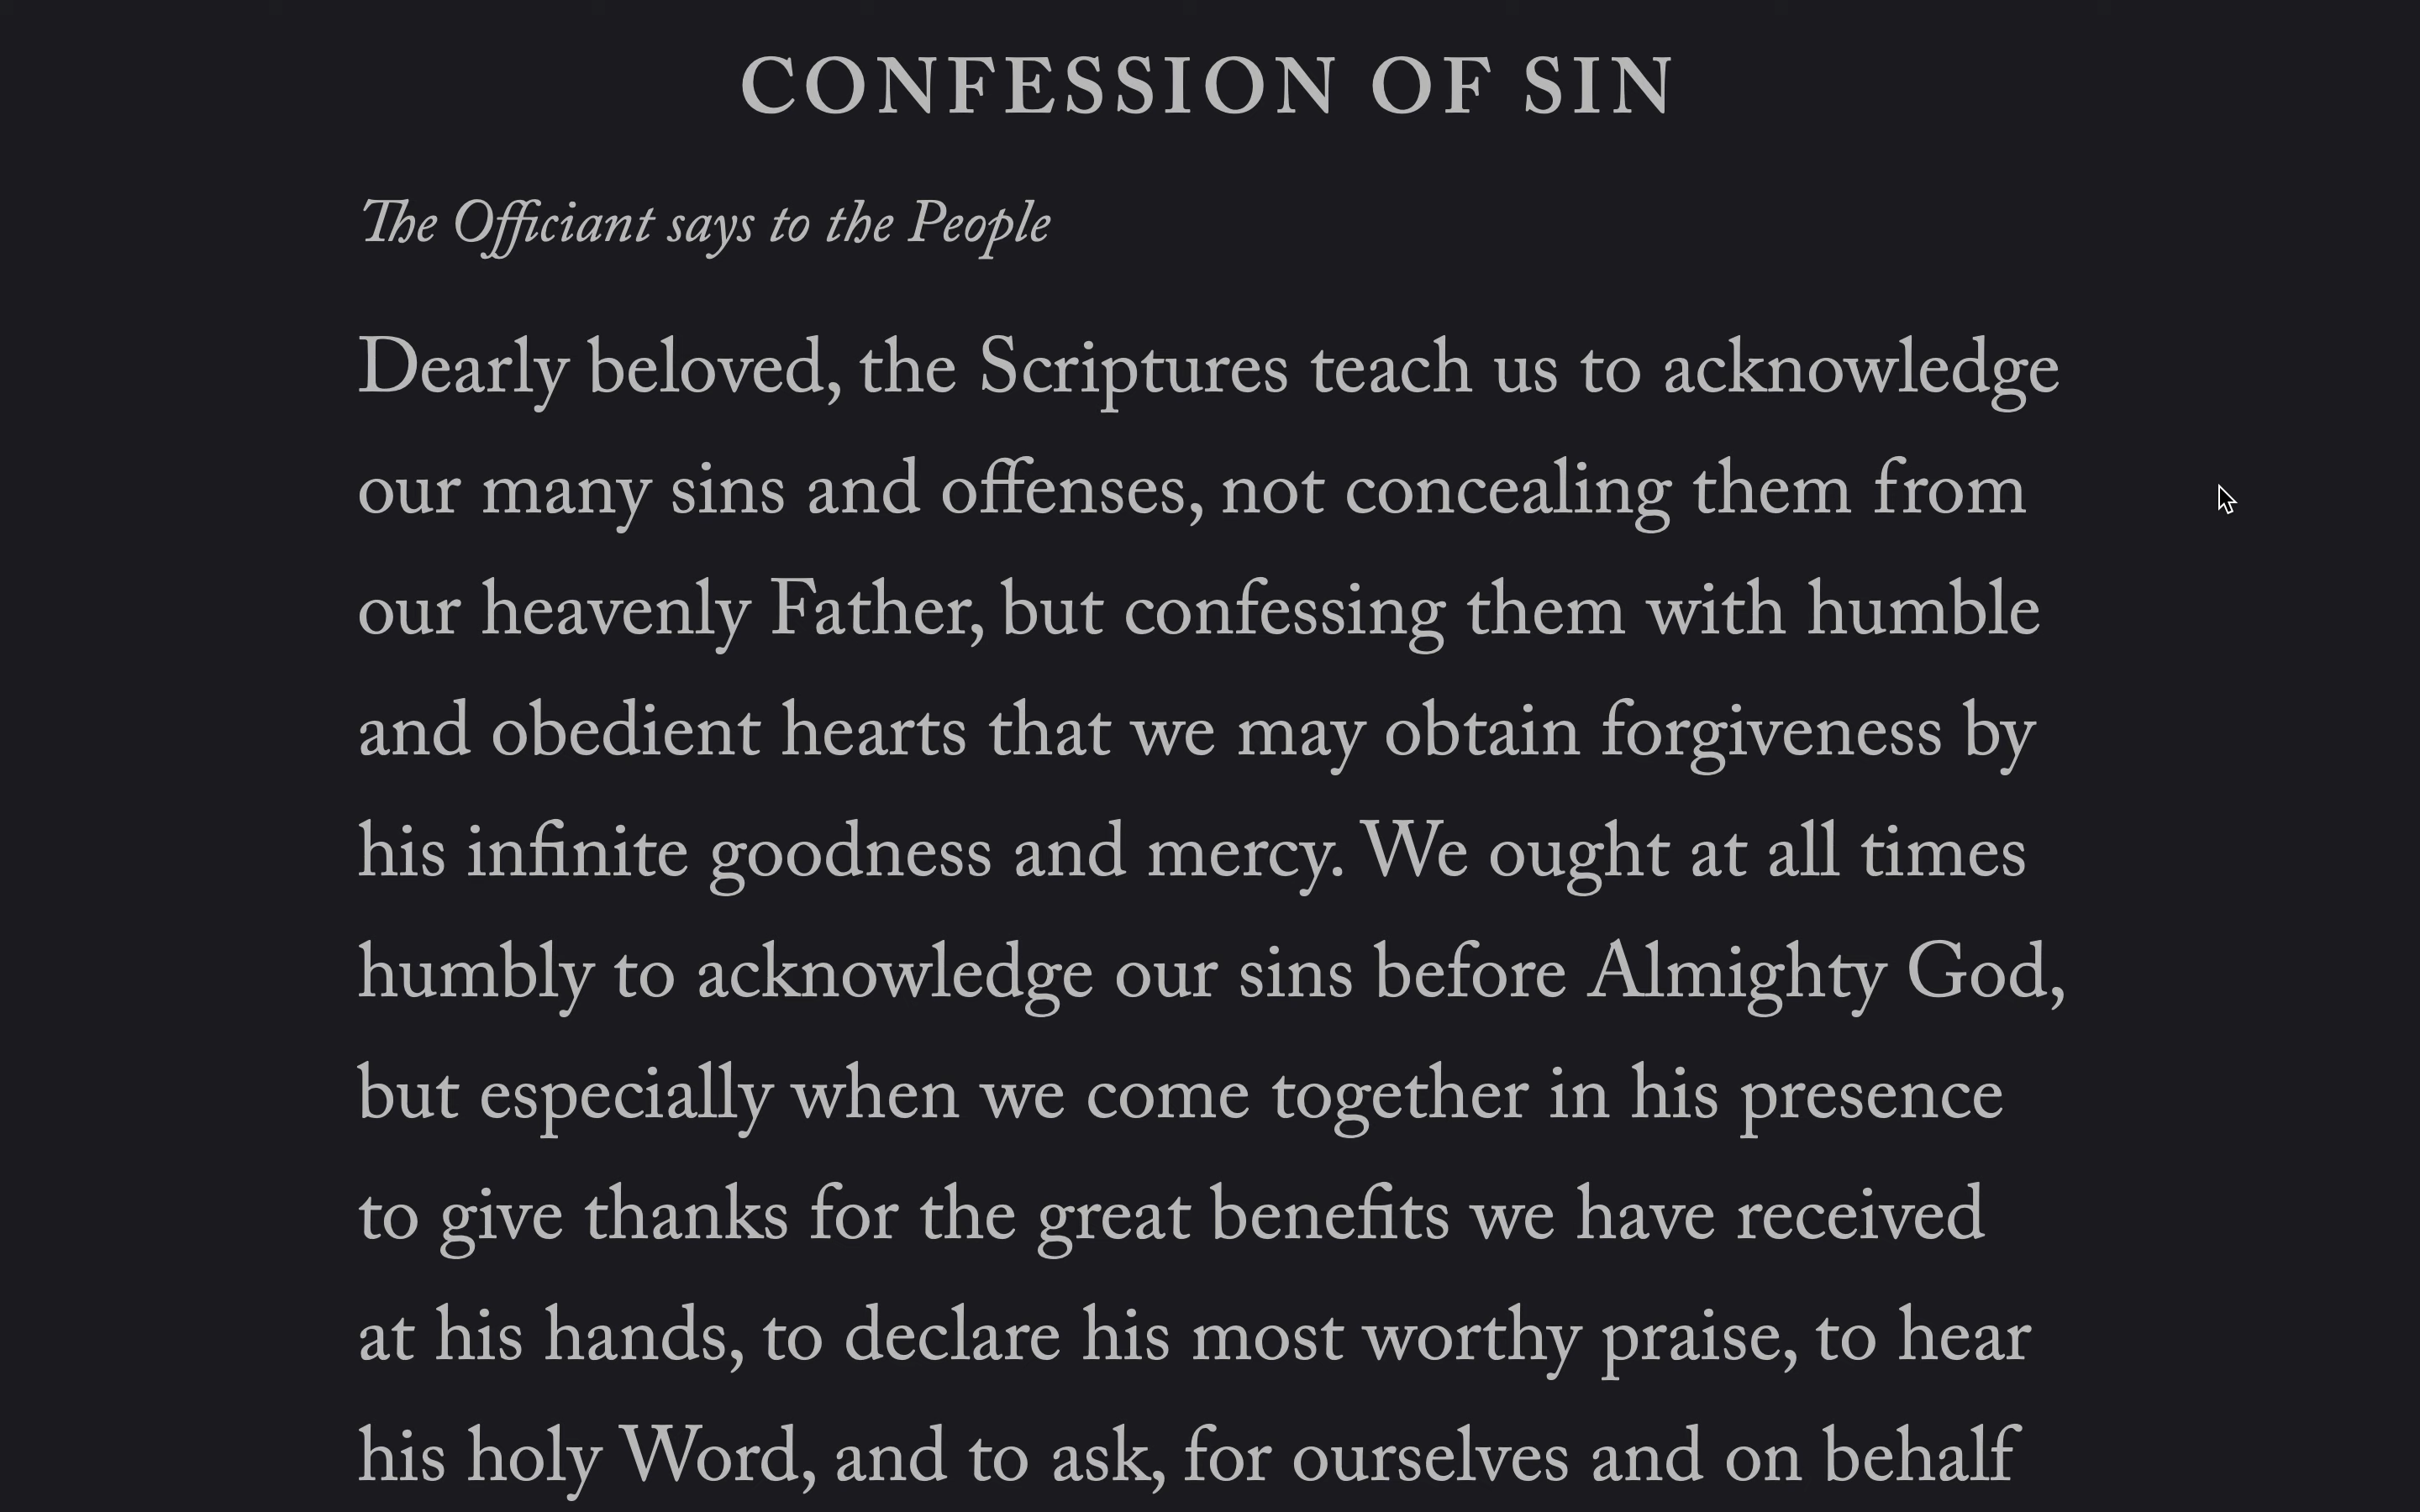 CONFESSION OF SIN
The Officiant says to the People
Dearly beloved, the Scriptures teach us to acknowledge
our many sins and offenses, not concealing them from
our heavenly Father, but confessing them with humble
and obedient hearts that we may obtain forgiveness by
his infinite goodness and mercy. We ought at all times
humbly to acknowledge our sins before Almighty God,
but especially when we come together in his presence
to give thanks for the great benefits we have received
at his hands, to declare his most worthy praise, to hear
his holy Word, and to ask, for ourselves and on behalf